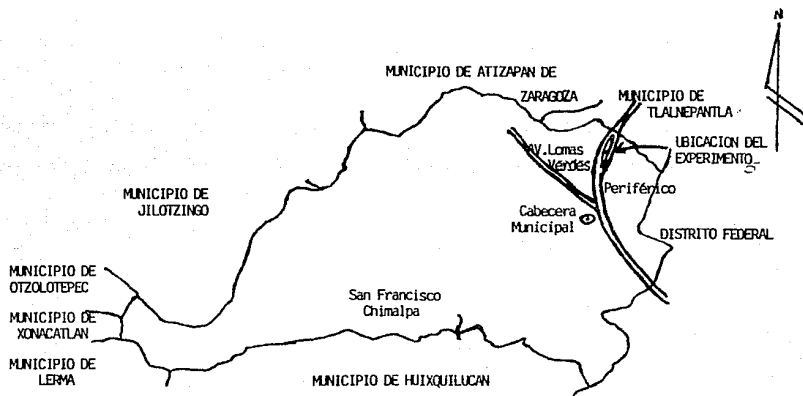 N
MUNICIPIO DE ATIZAPAN DE
ZARAGOZA
MUNICIPIO DE
TLALNEPANTLA
UBICACION DEL
EXPERIMENTO
AV.Lomas
Verdes
Periférico
MUNICIPIO DE
JILOTZINGO
Cabecera
Municipal
DISTRITO FEDERAL
MUNICIPIO DE
OTZOLOTEPEC
San Francisco
Chimalpa
MUNICIPIO DE
XONACATLAN
MUNICIPIO DE
LERMA
MUNICIPIO DE HUIXQUILUCAN